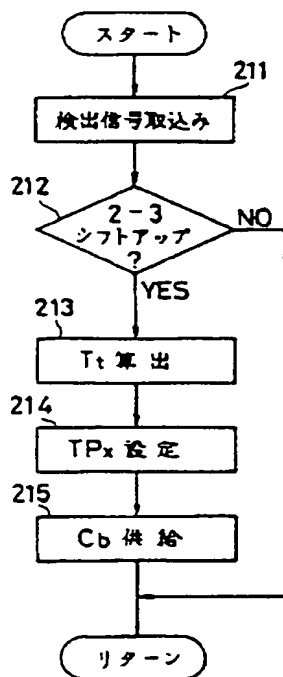 スタート
211
検出信号取込み
212
2-3
シフトアップ
?
NO
YES
213
Tt 算出
214
TPx 設定
215
Cb 供給
リターン